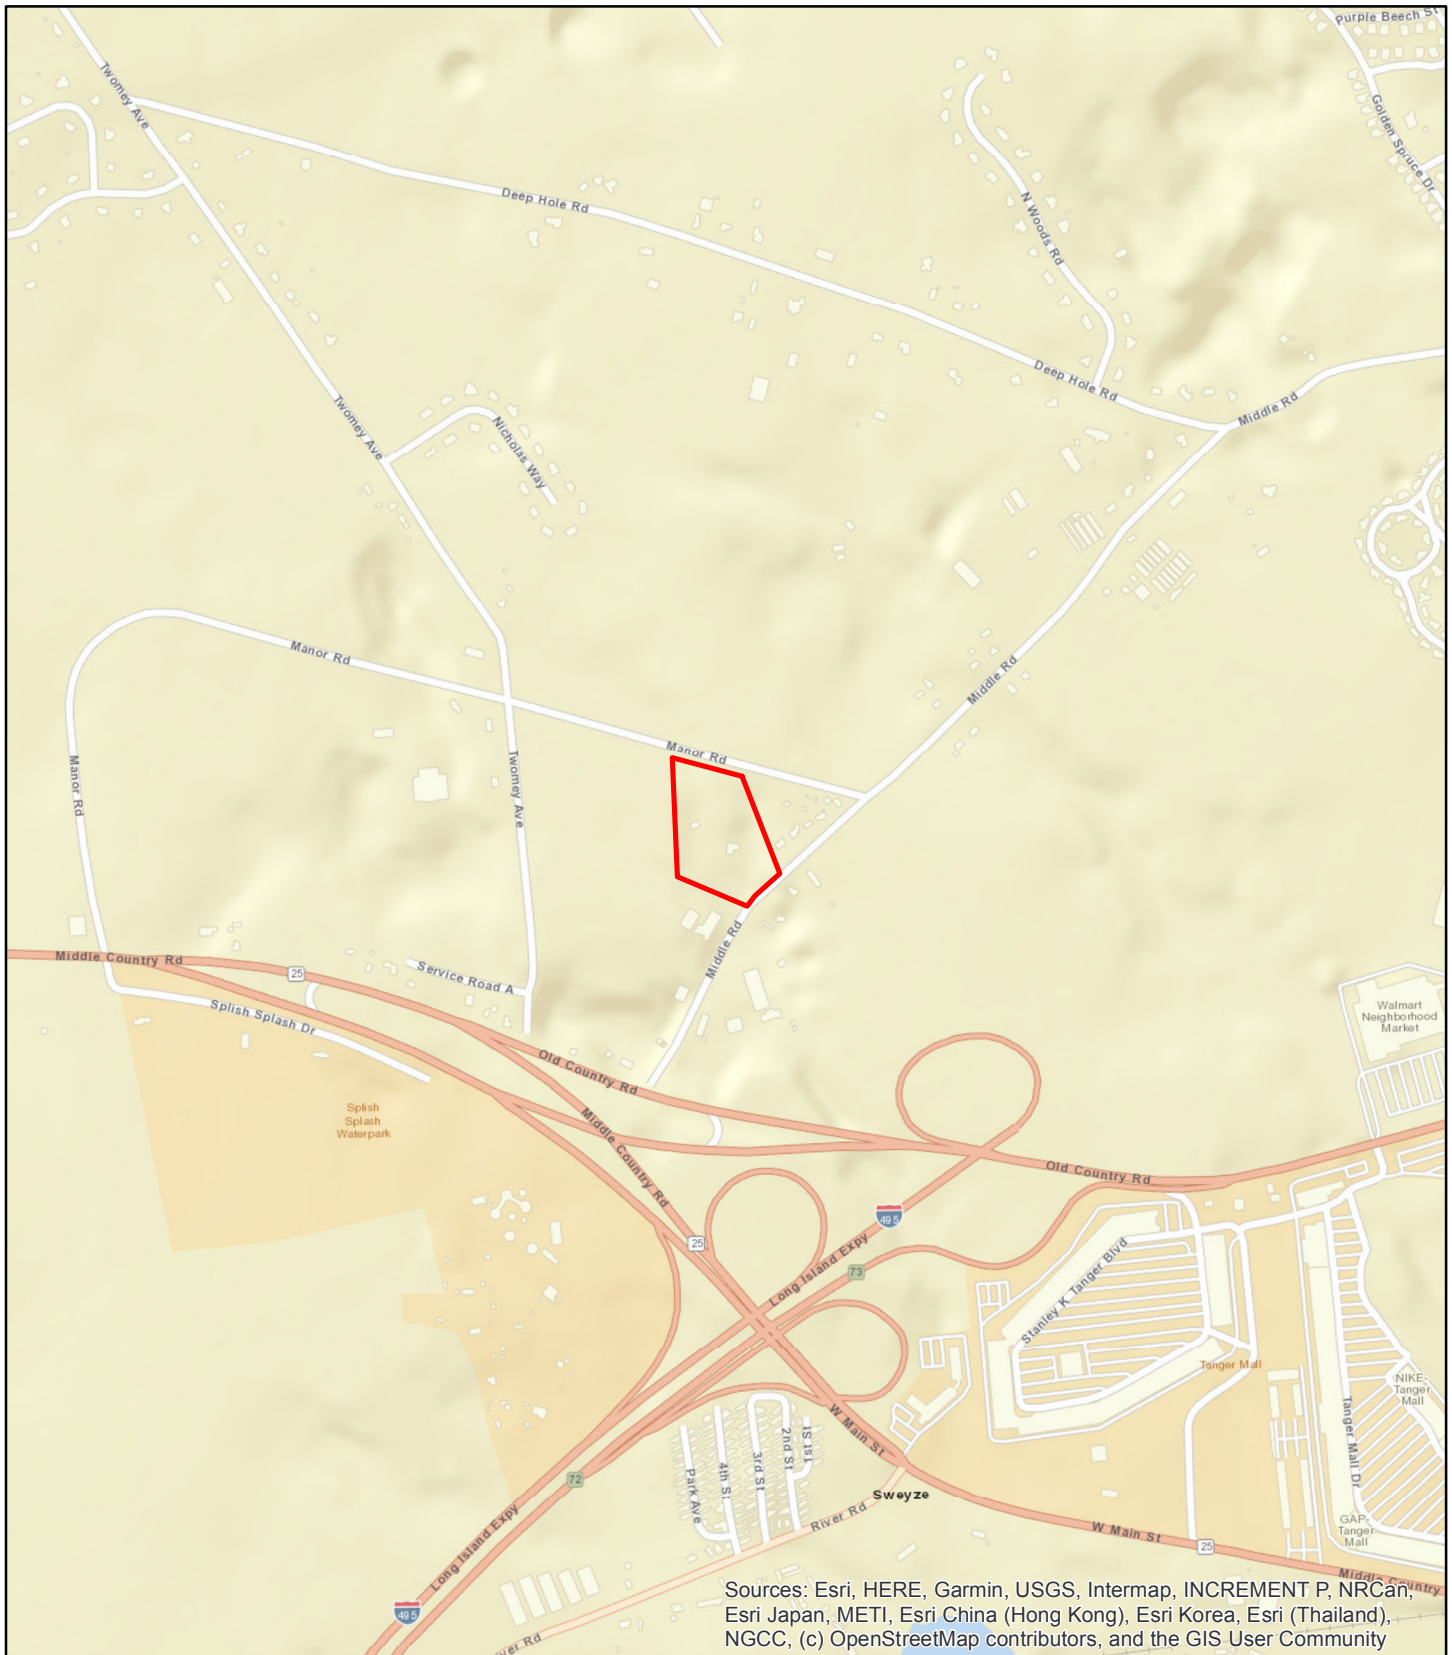 Purple Beech St
Twomey Ave
Golden Spruce Dr
Deep Hole Rd
N Woods Rd
Deep Hole Rd
Middle Rd
Twomey Ave
Nicholas Way
Manor Rd
Middle Rd
Manor Rd
Manor Rd
Twomey Ave
Middle Rd
Middle Country Rd
25
Service Road A
Splish Splash Dr
Walmart
Neighborhood
Market
Old Country Rd
Splish
Splash
Waterpark
Middle Country Rd
Old Country Rd
495
25
Long Island Expy
73
Stanley K Tanger Blvd
Tanger Mall
NIKE-
Tanger
Mall
Tanger Mall Dr
W Main St
1st St
2nd St
3rd St
4th St
Park Ave
72
Sweyze
River Rd
Long Island Expy
GAP-
Tanger
Mall
W Main St
25
Middle Country
495
ver Rd
Sources: Esri, HERE, Garmin, USGS, Intermap, INCREMENT P, NRCan,
Esri Japan, METI, Esri China (Hong Kong), Esri Korea, Esri (Thailand),
NGCC, (c) OpenStreetMap contributors, and the GIS User Community